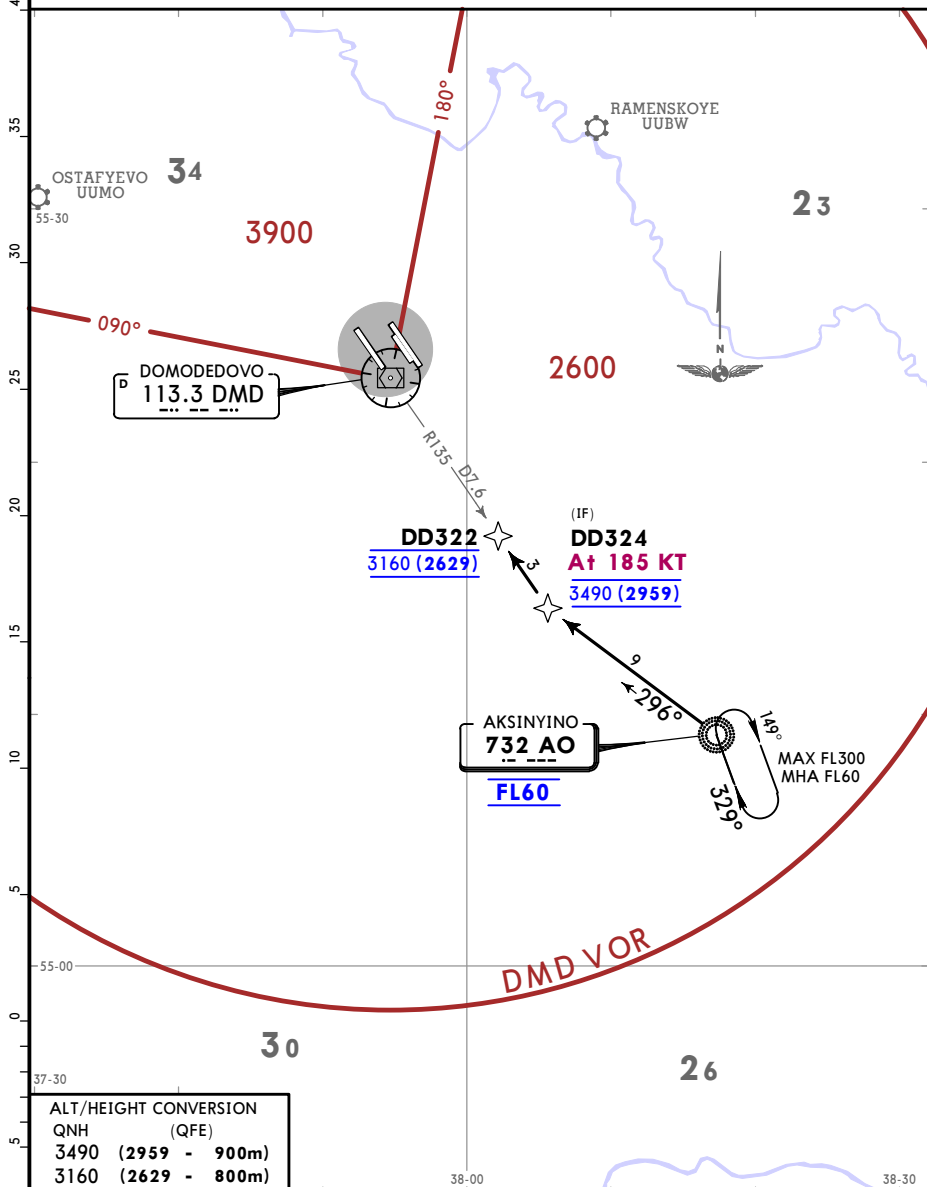 4
180°
RAMENSKOYE
UUBW
35
OSTAFYEVO
UUMO
34
23
55-30
3900
30
N
090°
2600
DOMODEDOVO
D 113.3 DMD
25
R135 D7.6
20
(IF)
DD322
DD324
3160 (2629)
At 185 KT
3
3490 (2959)
15
9
296°
AKSINYINO
732 AO
149°
MAX FL300
MHA FL60
10
FL60
329°
5
DMD VOR
55-00
0
30
26
37-30
ALT/HEIGHT CONVERSION
QNH (QFE)
3490 (2959 - 900m)
3160 (2629 - 800m)
5
38-00
38-30